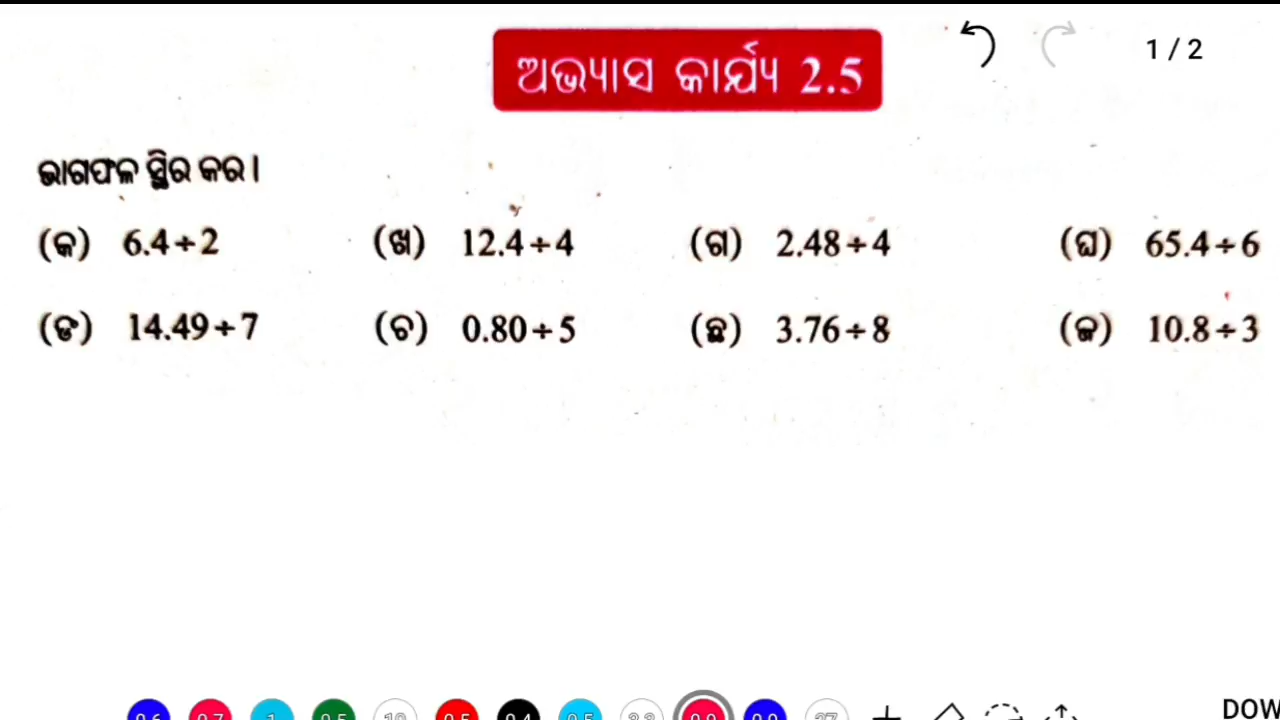 ଅଭ୍ୟାସ କାର୍ଯ୍ୟ 2.5
1 / 2
ଭାଗଫଳ ସ୍ଥିର କର।
(କ) 6.4÷2 (ଖ) 12.4÷4 (ଗ) 2.48÷4 (ଘ) 65.4÷6
(ଙ) 14.49÷7 (ଚ) 0.80÷5 (ଛ) 3.76÷8 (ଜ) 10.8÷3